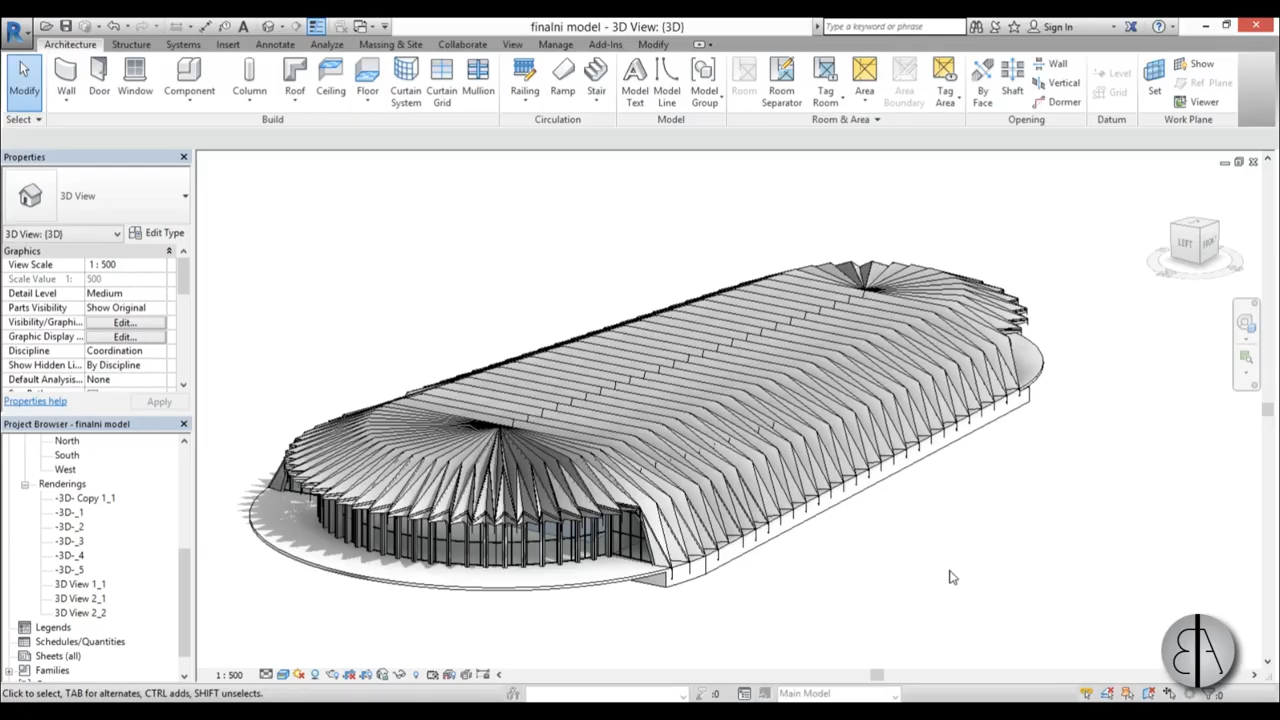 finalni model - 3D View: {3D}
Type a keyword or phrase
Sign In
Architecture Structure Systems Insert Annotate Analyze Massing & Site Collaborate View Manage Add-Ins Modify
Modify
Wall Door Window Component Column Roof Ceiling Floor Curtain System Curtain Grid Mullion
Railing Ramp Stair
Model Text Model Line Model Group
Room Room Separator Tag Room Area Area Boundary Tag Area
By Face Shaft Wall Vertical Dormer
Level Grid
Set Show Ref Plane Viewer
Select Build Circulation Model Room & Area Opening Datum Work Plane
Properties
3D View
3D View: {3D} Edit Type
Graphics
View Scale 1 : 500
Scale Value 1: 500
Detail Level Medium
Parts Visibility Show Original
Visibility/Graphi... Edit...
Graphic Display ... Edit...
Discipline Coordination
Show Hidden Li... By Discipline
Default Analysis... None
Properties help Apply
Project Browser - finalni model
North
South
West
Renderings
-3D- Copy 1_1
-3D-_1
-3D-_2
-3D-_3
-3D-_4
-3D-_5
3D View 1_1
3D View 2_1
3D View 2_2
Legends
Schedules/Quantities
Sheets (all)
Families
LEFT FRONT
1 : 500
Click to select, TAB for alternates, CTRL adds, SHIFT unselects.
:0
Main Model
:0